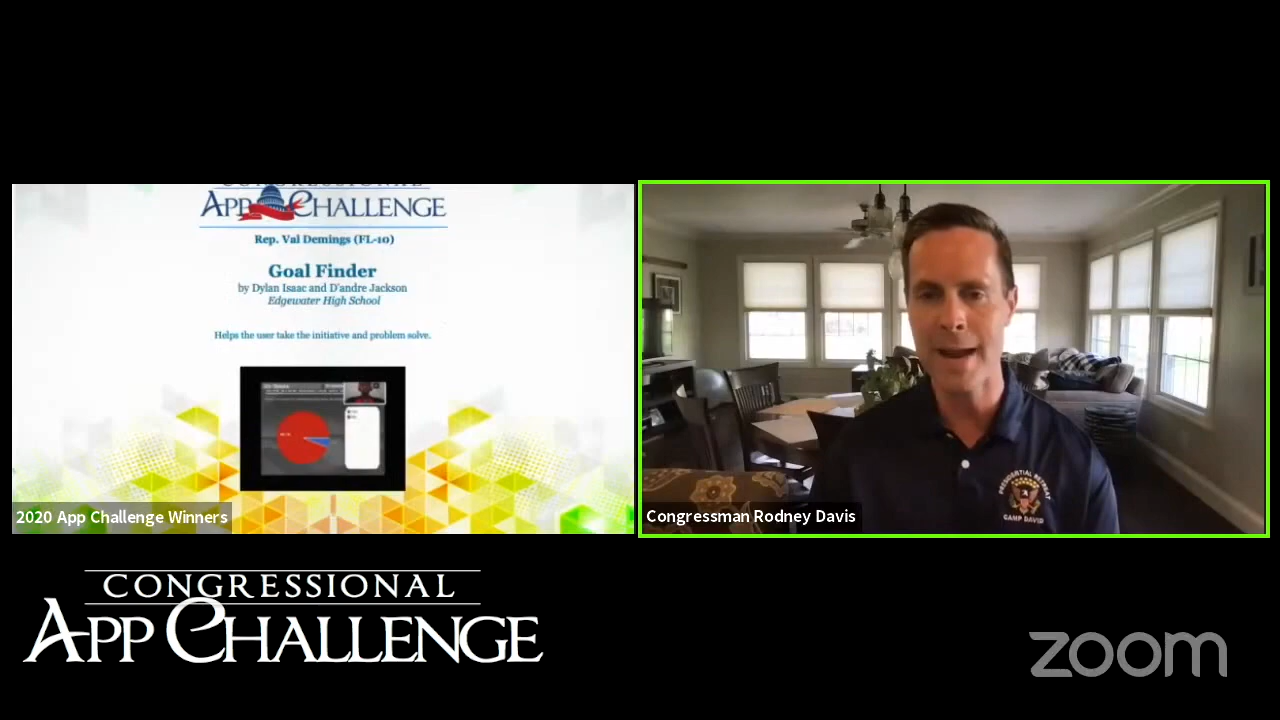 CONGRESSIONAL
APP CHALLENGE
Rep. Val Demings (FL-10)
Goal Finder
by Dylan Isaac and D'andre Jackson
Edgewater High School
Helps the user take the initiative and problem solve.
2020 App Challenge Winners
PRESIDENTIAL RETREAT
CAMP DAVID
Congressman Rodney Davis
CONGRESSIONAL
APP CHALLENGE
zoom